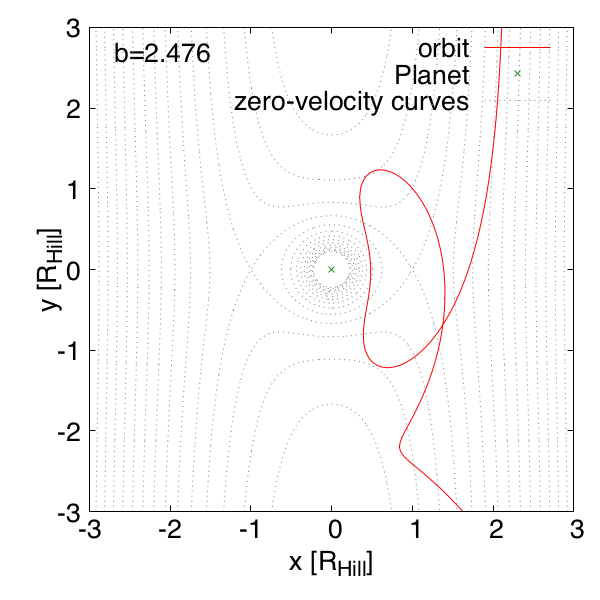 b=2.476
orbit
Planet
zero-velocity curves
3
2
1
0
-1
-2
-3
y [R_Hill]
-3
-2
-1
0
1
2
3
x [R_Hill]